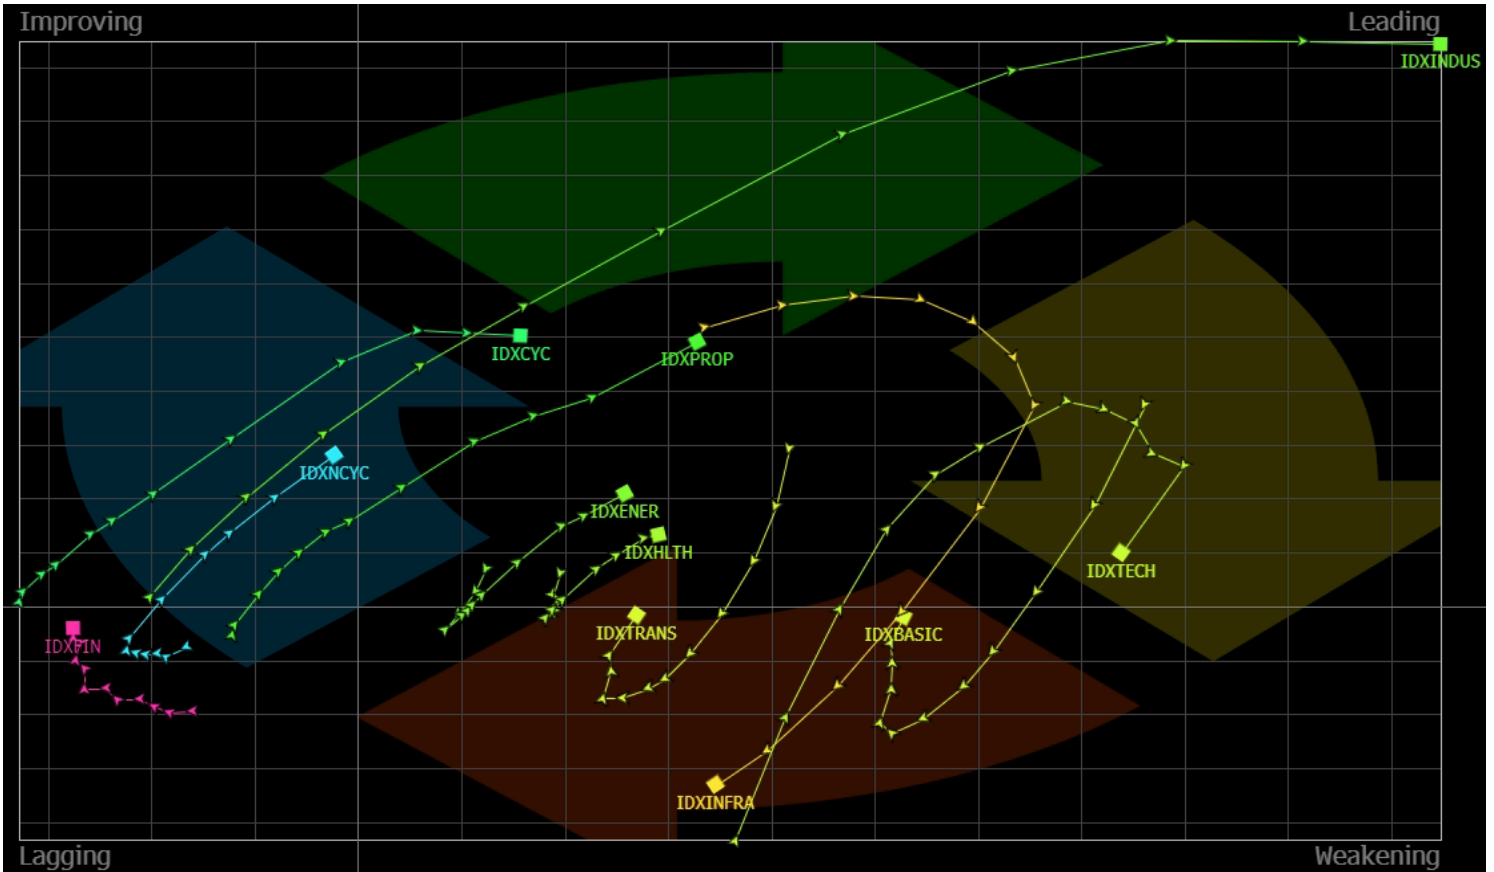 Improving
Leading
IDXINDUS
IDXCYC
IDXPROP
IDXNCYC
IDXENER
IDXHLTH
IDXTECH
IDXTRANS
IDXBASIC
IDXFIN
IDXINFRA
Lagging
Weakening